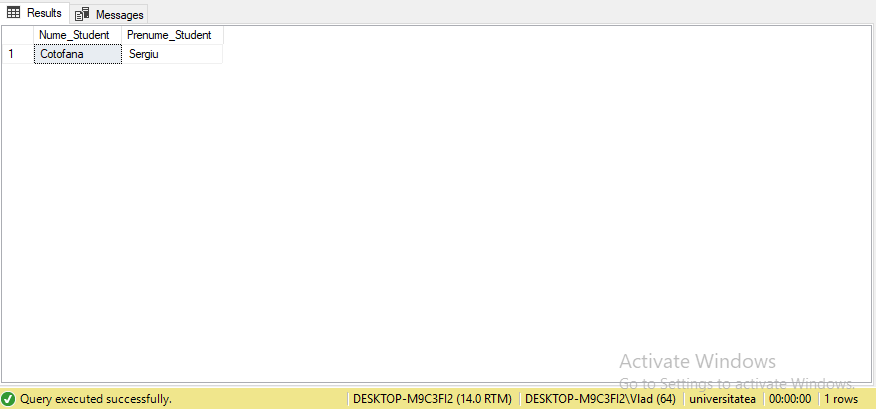 Results Messages
Nume_Student Prenume_Student
1 Cotofana Sergiu
Activate Windows
Go to Settings to activate Windows.
Query executed successfully. DESKTOP-M9C3FI2 (14.0 RTM) DESKTOP-M9C3FI2\Vlad (64) universitatea 00:00:00 1 rows